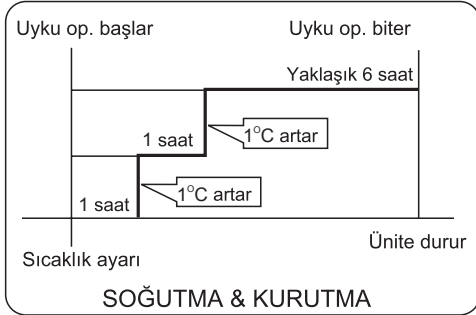 Uyku op. başlar
Uyku op. biter
Yaklaşık 6 saat
1 saat
1°C artar
1 saat
1°C artar
Sıcaklık ayarı
Ünite durur
SOĞUTMA & KURUTMA